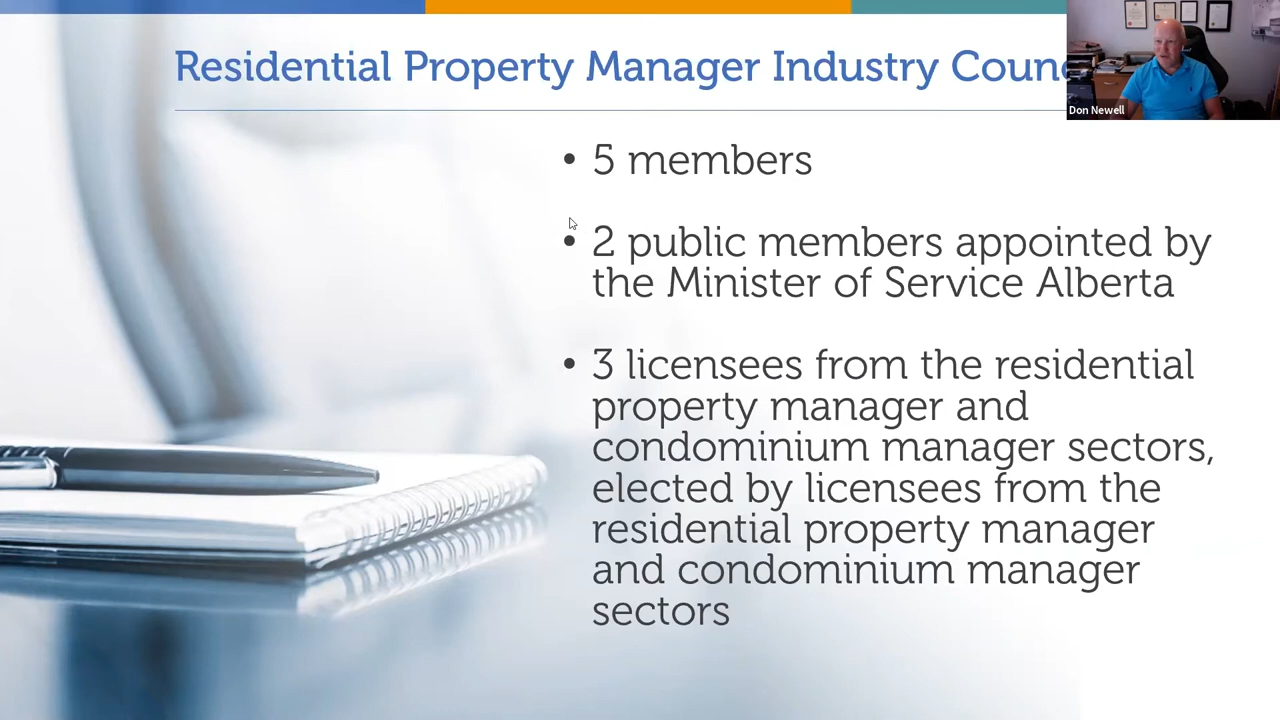 Residential Property Manager Industry
Don Newell
• 5 members
• 2 public members appointed by
the Minister of Service Alberta
• 3 licensees from the residential
property manager and
condominium manager sectors,
elected by licensees from the
residential property manager
and condominium manager
sectors